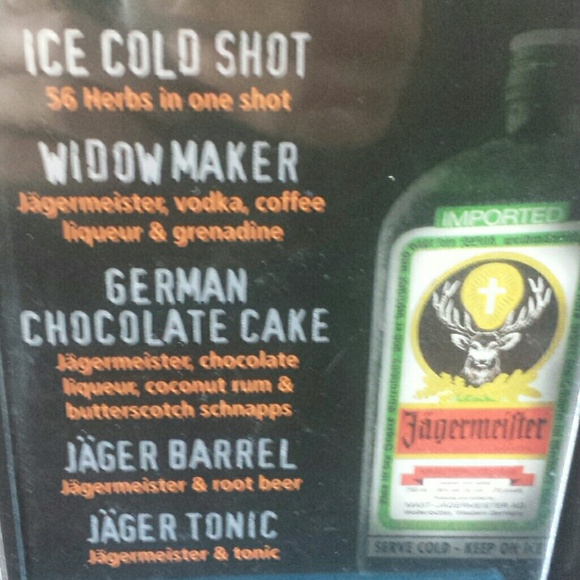 ICE COLD SHOT
56 Herbs in one shot
WIDOW MAKER
Jägermeister, vodka, coffee
liqueur & grenadine
GERMAN
CHOCOLATE CAKE
Jägermeister, chocolate
liqueur, coconut rum &
butterscotch schnapps
JÄGER BARREL
Jägermeister & root beer
JÄGER TONIC
Jägermeister & tonic
IMPORTED
Jägermeister
SERVE COLD - KEEP ON ICE